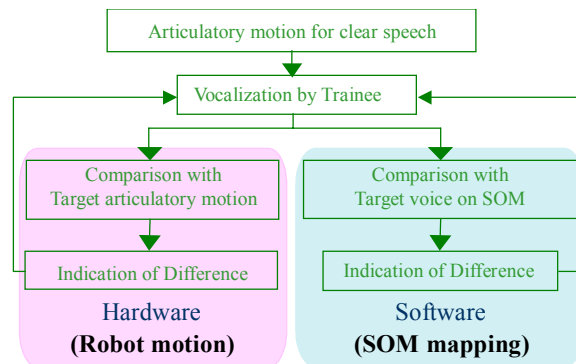 Articulatory motion for clear speech
Vocalization by Trainee
Comparison with
Target articulatory motion
Indication of Difference
Hardware
(Robot motion)
Comparison with
Target voice on SOM
Indication of Difference
Software
(SOM mapping)